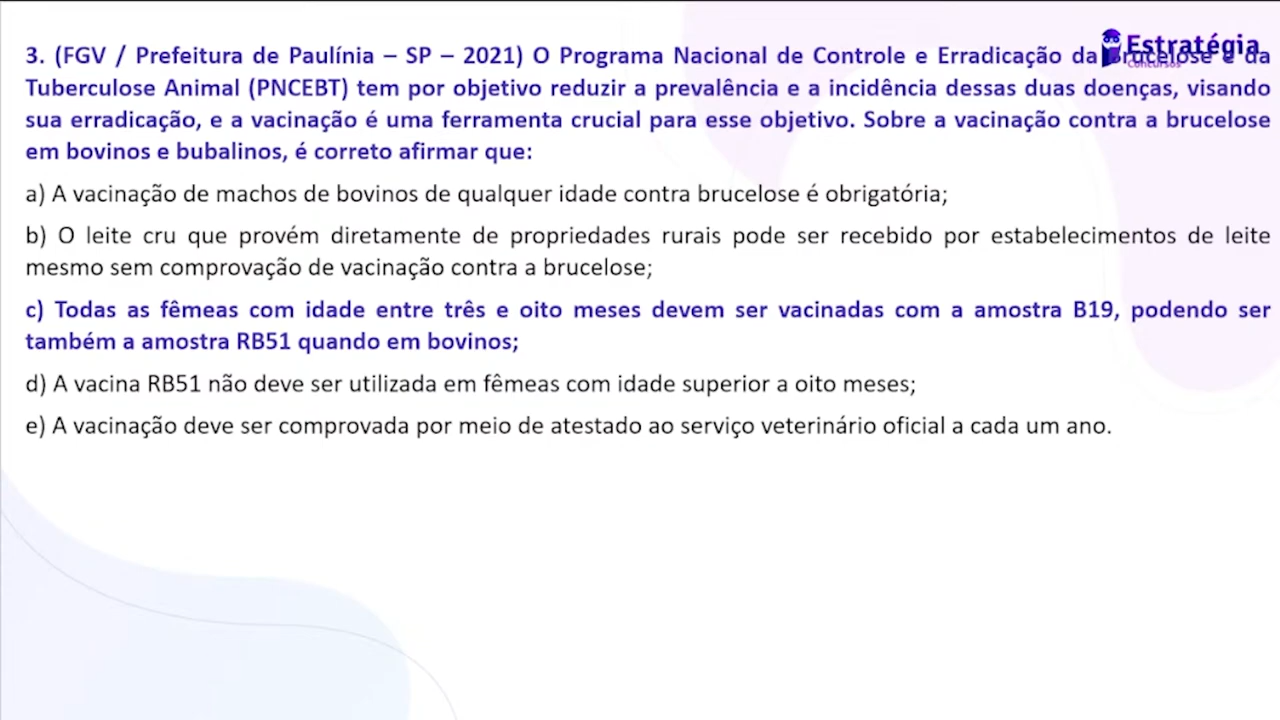 3. (FGV / Prefeitura de Paulínia – SP – 2021) O Programa Nacional de Controle e Erradicação da Brucelose e da
Estratégia
Concursos
Tuberculose Animal (PNCEBT) tem por objetivo reduzir a prevalência e a incidência dessas duas doenças, visando
sua erradicação, e a vacinação é uma ferramenta crucial para esse objetivo. Sobre a vacinação contra a brucelose
em bovinos e bubalinos, é correto afirmar que:
a) A vacinação de machos de bovinos de qualquer idade contra brucelose é obrigatória;
b) O leite cru que provém diretamente de propriedades rurais pode ser recebido por estabelecimentos de leite
mesmo sem comprovação de vacinação contra a brucelose;
c) Todas as fêmeas com idade entre três e oito meses devem ser vacinadas com a amostra B19, podendo ser
também a amostra RB51 quando em bovinos;
d) A vacina RB51 não deve ser utilizada em fêmeas com idade superior a oito meses;
e) A vacinação deve ser comprovada por meio de atestado ao serviço veterinário oficial a cada um ano.